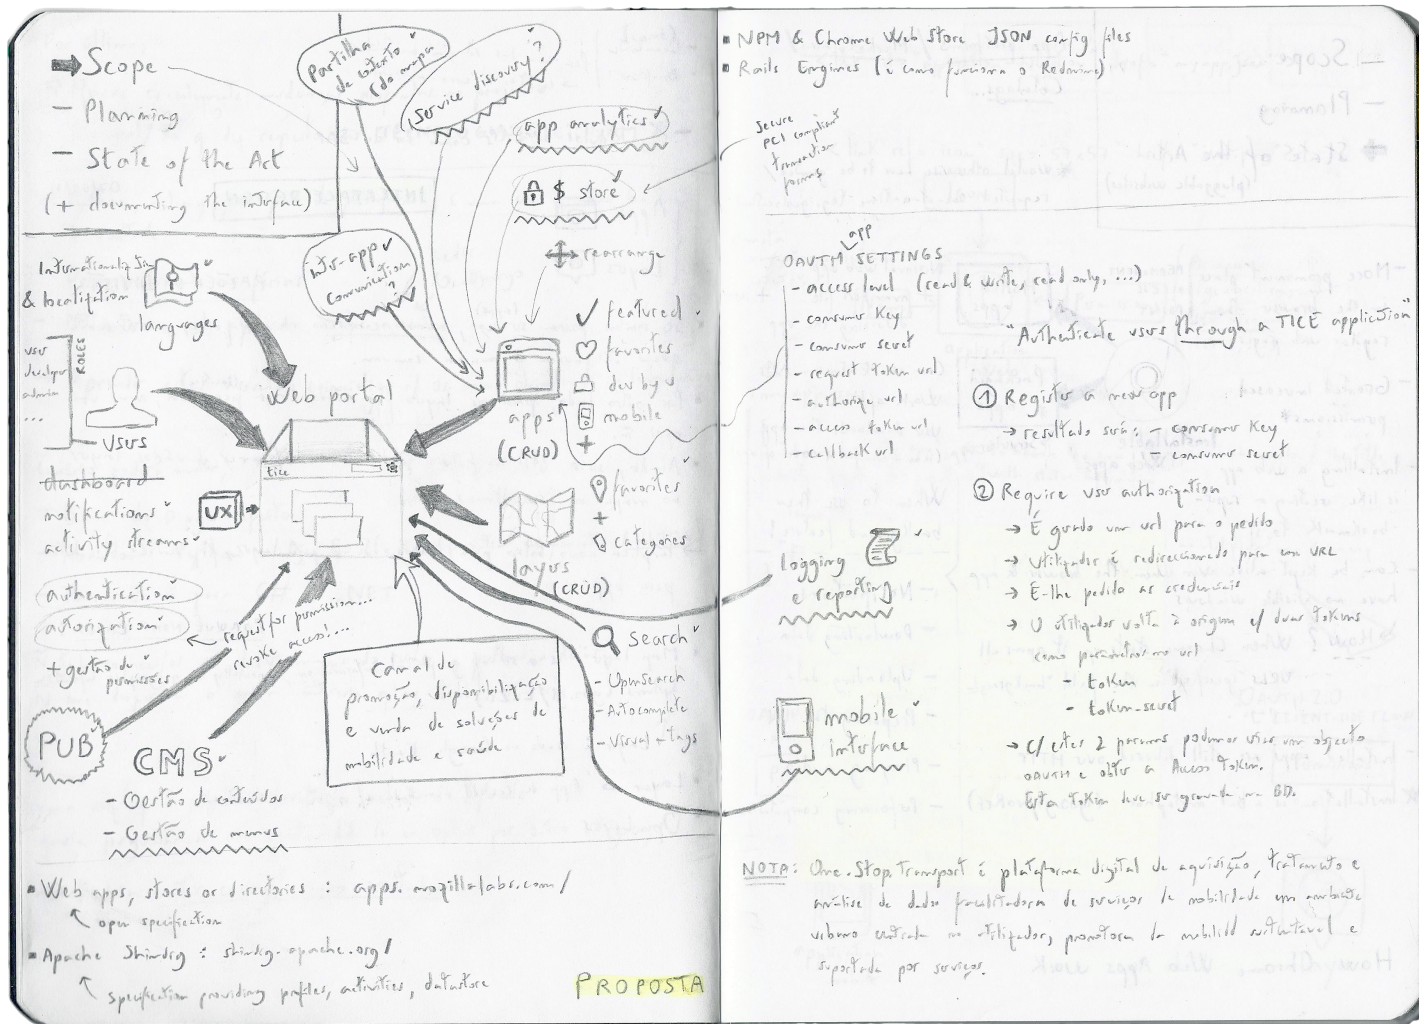 Scope
- Planning
- State of the Art
(+ documenting the interface)
Partilha
de contexto
(do mapa)
service discovery?
app analytics
$ store
rearrange
Inter-app
Comunication
?
Internationalization
& localization
languages
ROLES
user
developer
admin
...
users
dashboard
notifications
activity streams
authentication
autorization
+ gestão de
permissões
request for permission...
revoke access!...
Web portal
tice
UX
apps
(CRUD)
featured
favorites
dev by u
mobile
+
layers
(CRUD)
favorites
+
categories
Search
- OpenSearch
- Autocomplete
- Visual + tags
PUB
CMS
- Gestão de conteúdos
- Gestão de menus
Canal de
promoção, disponibilização
e venda de soluções de
mobilidade e saúde
Web apps, stores or directories : apps.mozillalabs.com/
open specification
Apache Shindig : shindig.apache.org/
specification providing profiles, activities, datastore
PROPOSTA
NPM & Chrome Web Store JSON config files
Rails Engines (é como funciona o Redmine)
secure
PCI compliant
transaction
forms
app
OAUTH SETTINGS
- access level (read & write, read only, ...)
- consumer key
- consumer secret
- request token url
- authorize url
- access token url
- callback url
"Authenticate users through a TICE application"
1 Register a new app
→ resultado será: - consumer key
- consumer secret
2 Require user authorization
→ É gerado um url para o pedido
→ Utilizador é redireccionado para um URL
→ É-lhe pedido as credenciais
→ O utilizador volta à origem c/ duas tokens
como parâmetros no url
- token
- token_secret
→ c/ estes 2 params podemos criar um objecto
OAUTH e obter a Access Token.
Esta token deve ser gravada na BD.
Logging
e reporting
mobile
interface
NOTA: One.Stop.Transport é plataforma digital de aquisição, tratamento e
análise de dados facilitadora de serviços de mobilidade em ambiente
urbano centrada no utilizador, promotora da mobilidd sustentável e
suportada por serviços.